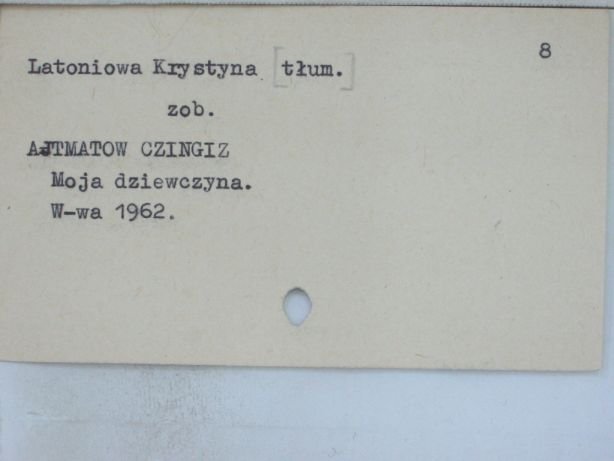 8
Latoniowa Krystyna [tłum.]
zob.
AJTMATOW CZINGIZ
Moja dziewczyna.
W-wa 1962.